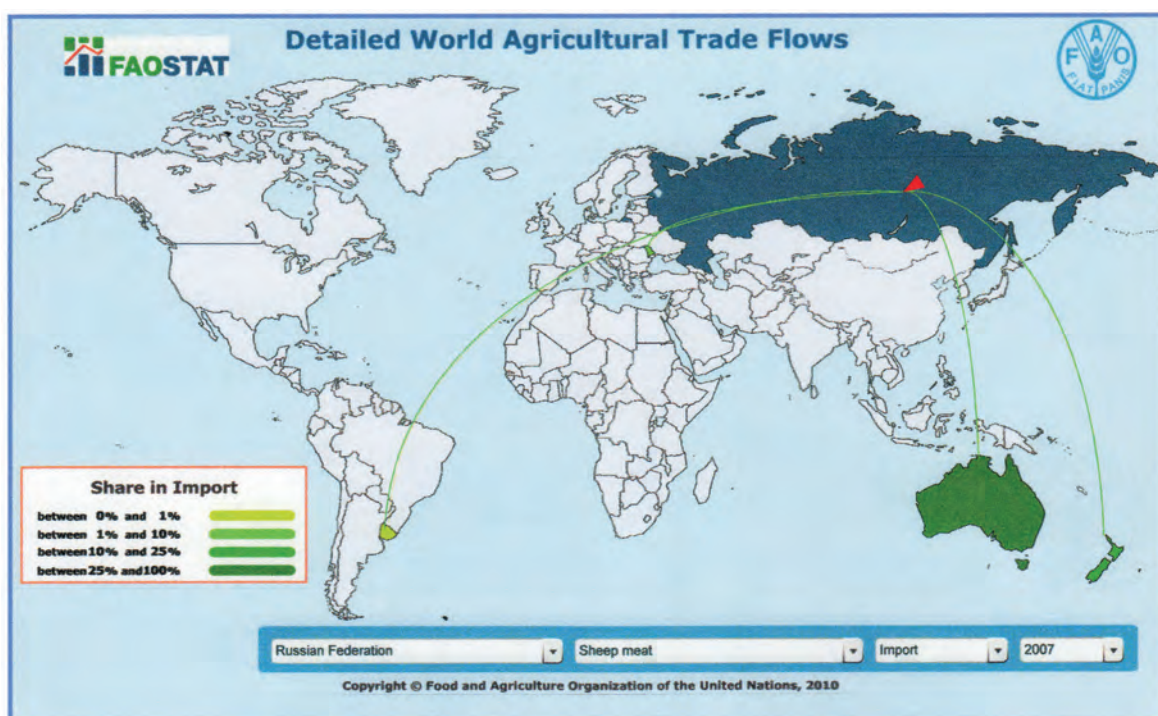 FAOSTAT
Detailed World Agricultural Trade Flows
F A O
FIAT PANIS
Share in Import
between 0% and 1%
between 1% and 10%
between 10% and 25%
between 25% and100%
Russian Federation
Sheep meat
Import
2007
Copyright © Food and Agriculture Organization of the United Nations, 2010